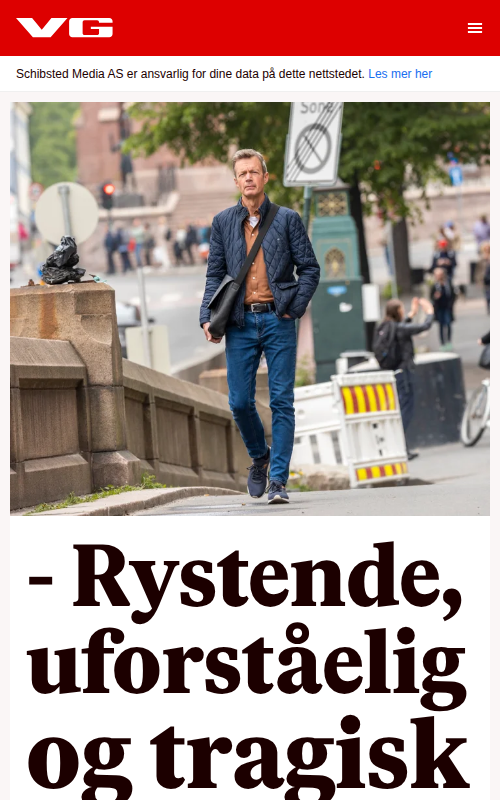 VG
Schibsted Media AS er ansvarlig for dine data på dette nettstedet. Les mer her
Sone
- Rystende,
uforståelig
og tragisk